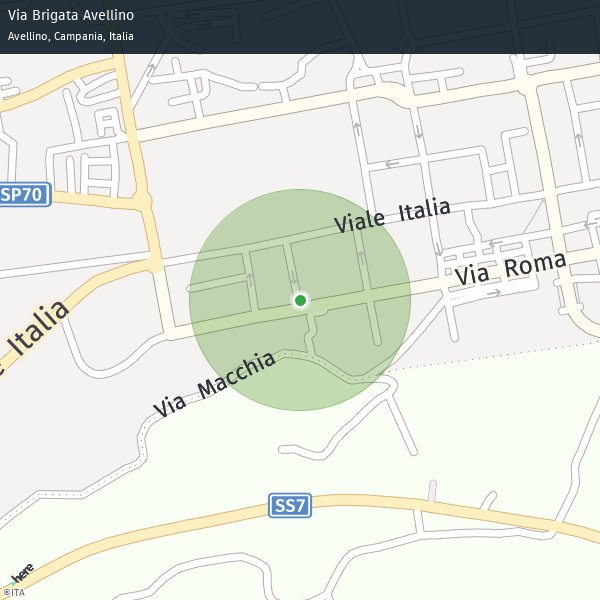 Via Brigata Avellino
Avellino, Campania, Italia
SP70
Viale Italia
Via Roma
e Italia
Via Macchia
SS7
here
©ITA